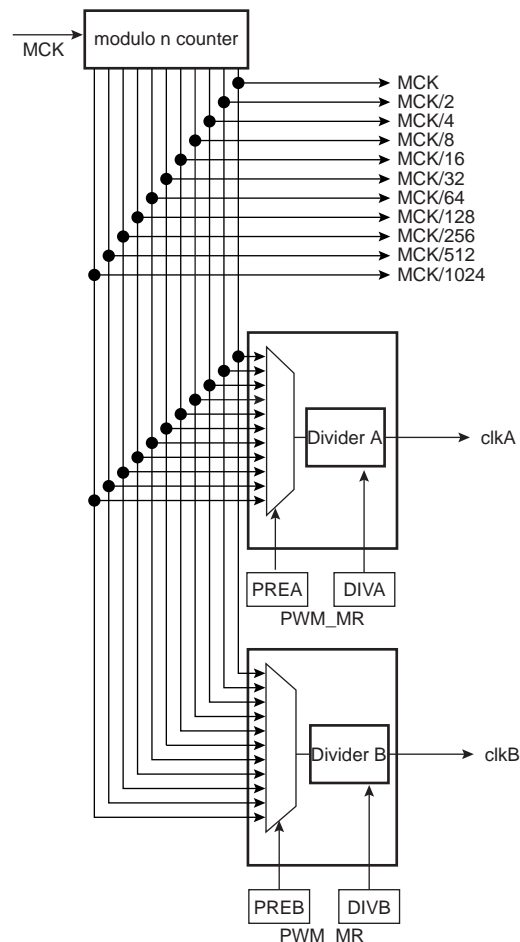 modulo n counter
MCK
MCK
MCK/2
MCK/4
MCK/8
MCK/16
MCK/32
MCK/64
MCK/128
MCK/256
MCK/512
MCK/1024
Divider A
clkA
PREA
DIVA
PWM_MR
Divider B
clkB
PREB
DIVB
PWM_MR